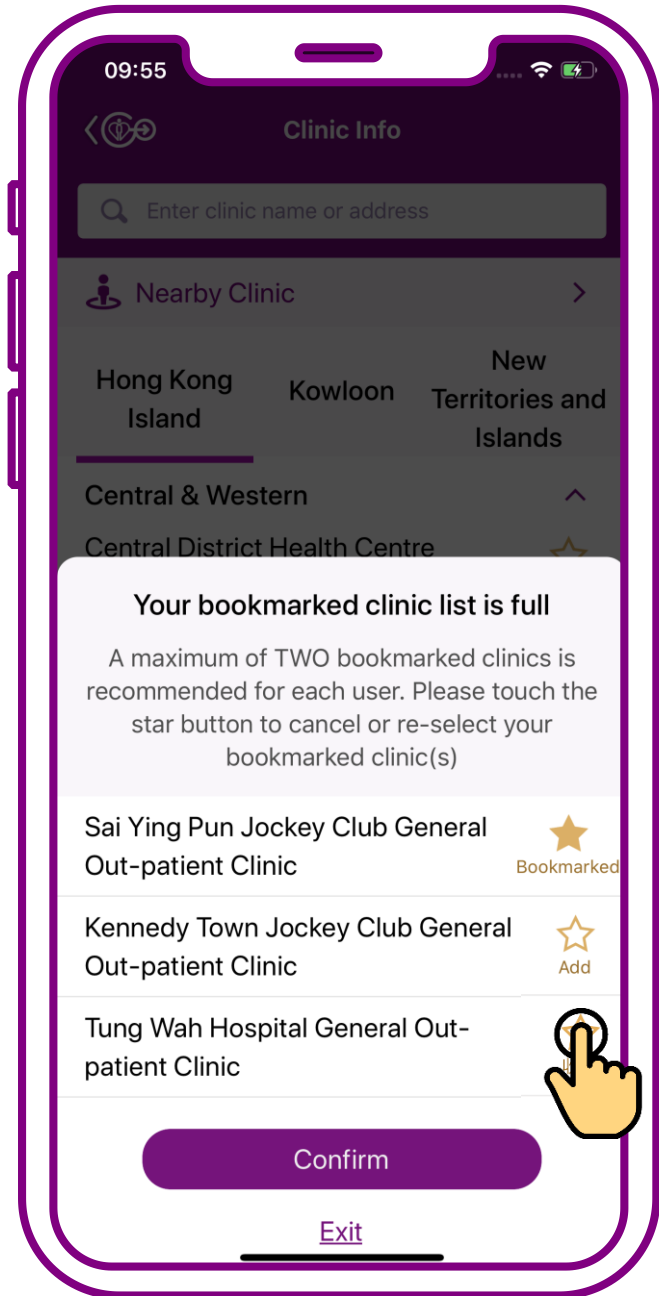 09:55
Clinic Info
Enter clinic name or address
Nearby Clinic
Hong Kong
Island
Kowloon
New
Territories and
Islands
Central & Western
Central District Health Centre
Your bookmarked clinic list is full
A maximum of TWO bookmarked clinics is
recommended for each user. Please touch the
star button to cancel or re-select your
bookmarked clinic(s)
Sai Ying Pun Jockey Club General
Out-patient Clinic
Bookmarked
Kennedy Town Jockey Club General
Out-patient Clinic
Add
Tung Wah Hospital General Out-
patient Clinic
Confirm
Exit